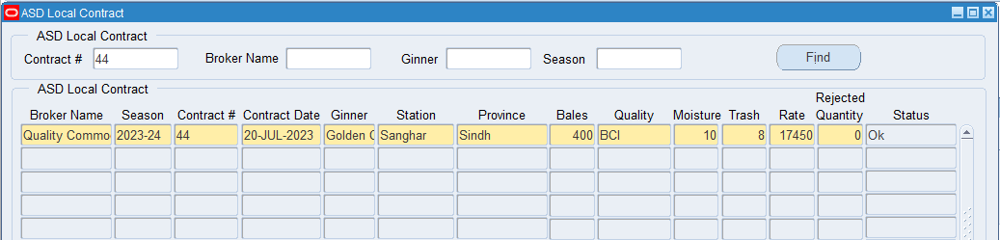 ASD Local Contract
ASD Local Contract
Contract # 44 Broker Name Ginner Season Find
ASD Local Contract
Rejected
Broker Name Season Contract # Contract Date Ginner Station Province Bales Quality Moisture Trash Rate Quantity Status
Quality Commo 2023-24 44 20-JUL-2023 Golden C Sanghar Sindh 400 BCI 10 8 17450 0 Ok